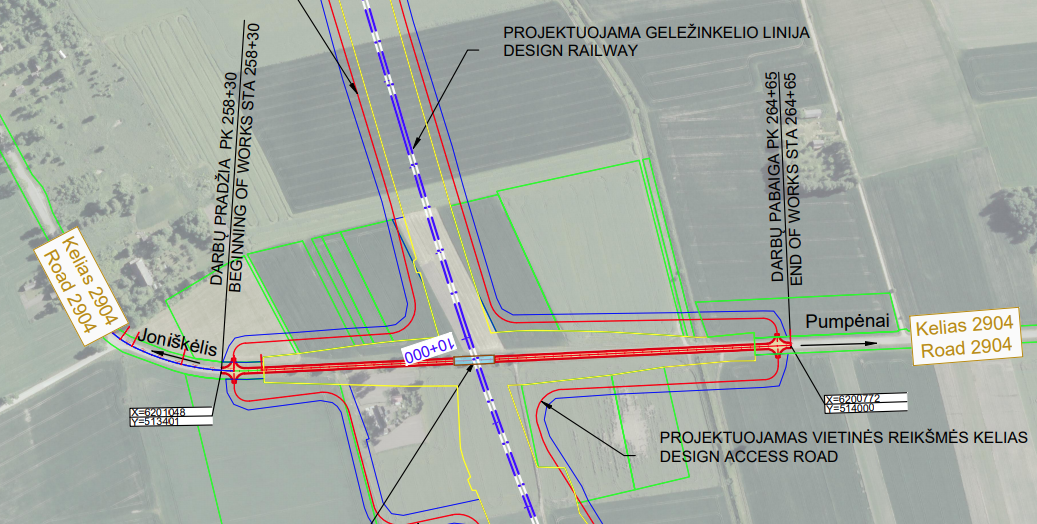 PROJEKTUOJAMA GELEŽINKELIO LINIJA
DESIGN RAILWAY
DARBŲ PRADŽIA PK 258+30
BEGINNING OF WORKS STA 258+30
DARBŲ PABAIGA PK 264+65
END OF WORKS STA 264+65
Kelias 2904
Road 2904
Joniškėlis
10+000
Pumpėnai
Kelias 2904
Road 2904
X=6201048
Y=513401
X=6200772
Y=514000
PROJEKTUOJAMAS VIETINĖS REIKŠMĖS KELIAS
DESIGN ACCESS ROAD